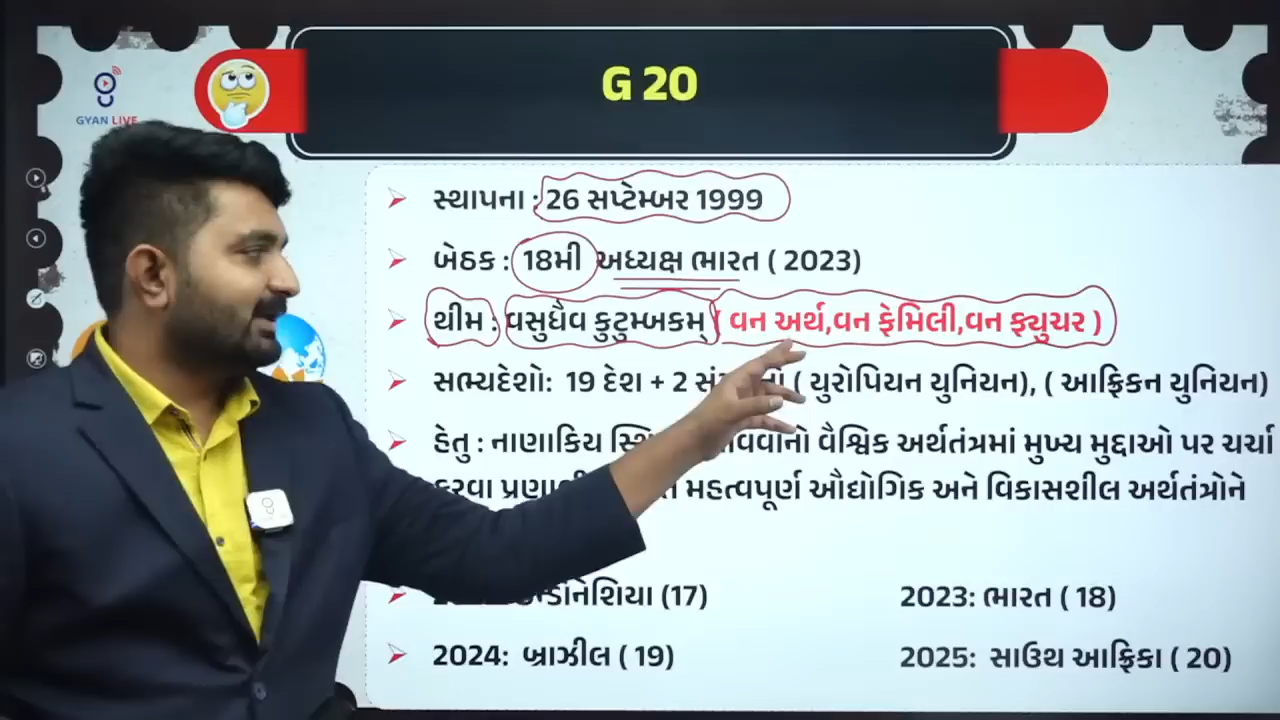 G 20
GYAN LIVE
સ્થાપના : 26 સપ્ટેમ્બર 1999
બેઠક : 18મી અધ્યક્ષ ભારત ( 2023)
થીમ : વસુધૈવ કુટુમ્બકમ્ ( વન અર્થ,વન ફેમિલી,વન ફ્યુચર )
સભ્યદેશો: 19 દેશ + 2 ( યુરોપિયન યુનિયન), ( આફ્રિકન યુનિયન)
હેતુ : નાણાકિય વૈશ્વિક અર્થતંત્રમાં મુખ્ય મુદ્દાઓ પર ચર્ચા
કરવા મહત્વપૂર્ણ ઔદ્યોગિક અને વિકાસશીલ અર્થતંત્રોને
(17) 2023: ભારત ( 18)
2024: બ્રાઝીલ ( 19) 2025: સાઉથ આફ્રિકા ( 20)